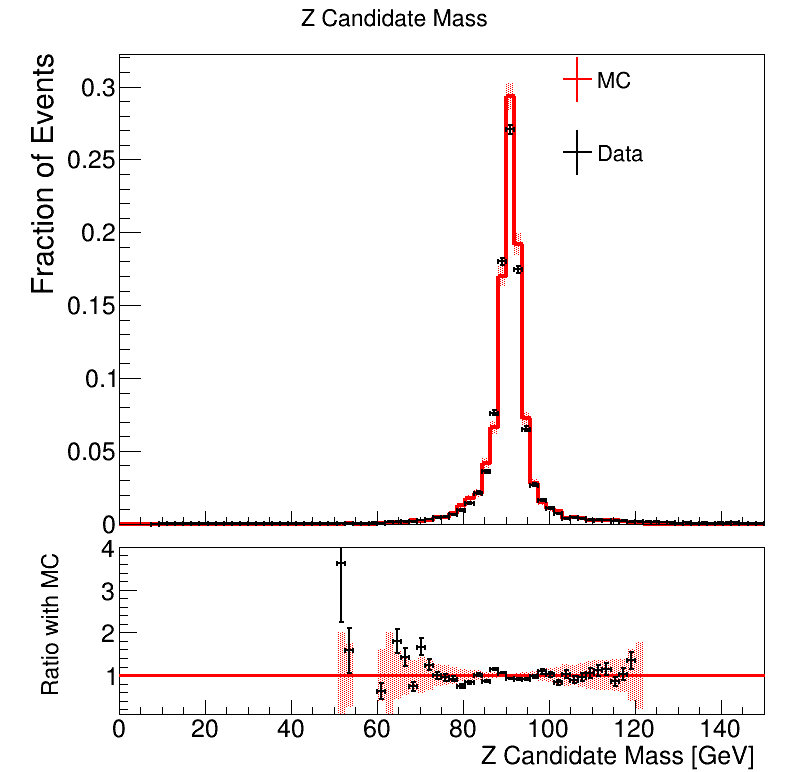 Z Candidate Mass
Fraction of Events
0.3
0.25
0.2
0.15
0.1
0.05
0
MC
Data
Ratio with MC
4
3
2
1
0 20 40 60 80 100 120 140
Z Candidate Mass [GeV]